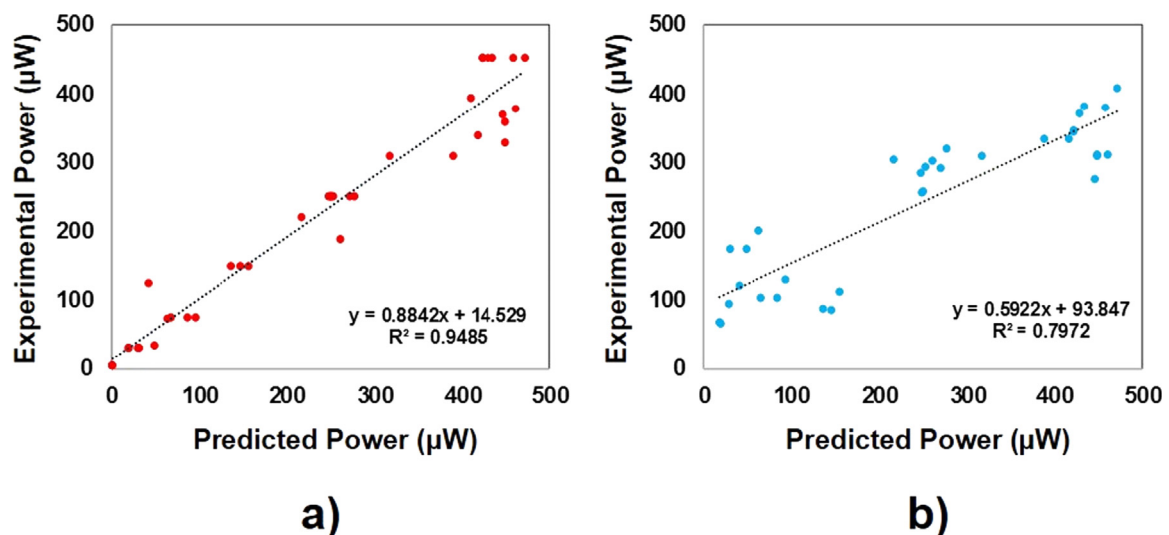 500
400
300
200
100
0
Experimental Power (µW)
y = 0.8842x + 14.529
R² = 0.9485
0 100 200 300 400 500
Predicted Power (µW)
a)
500
400
300
200
100
0
Experimental Power (µW)
y = 0.5922x + 93.847
R² = 0.7972
0 100 200 300 400 500
Predicted Power (µW)
b)